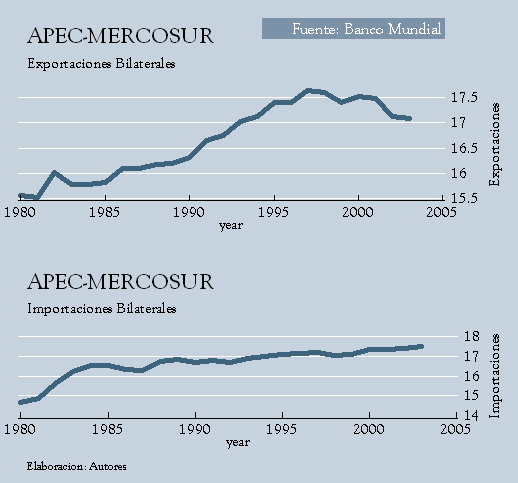 APEC-MERCOSUR
Fuente: Banco Mundial
Exportaciones Bilaterales
17.5
17
16.5
16
15.5
Exportaciones
1980 1985 1990 1995 2000 2005
year
APEC-MERCOSUR
Importaciones Bilaterales
18
17
16
15
14
Importaciones
1980 1985 1990 1995 2000 2005
year
Elaboracion: Autores